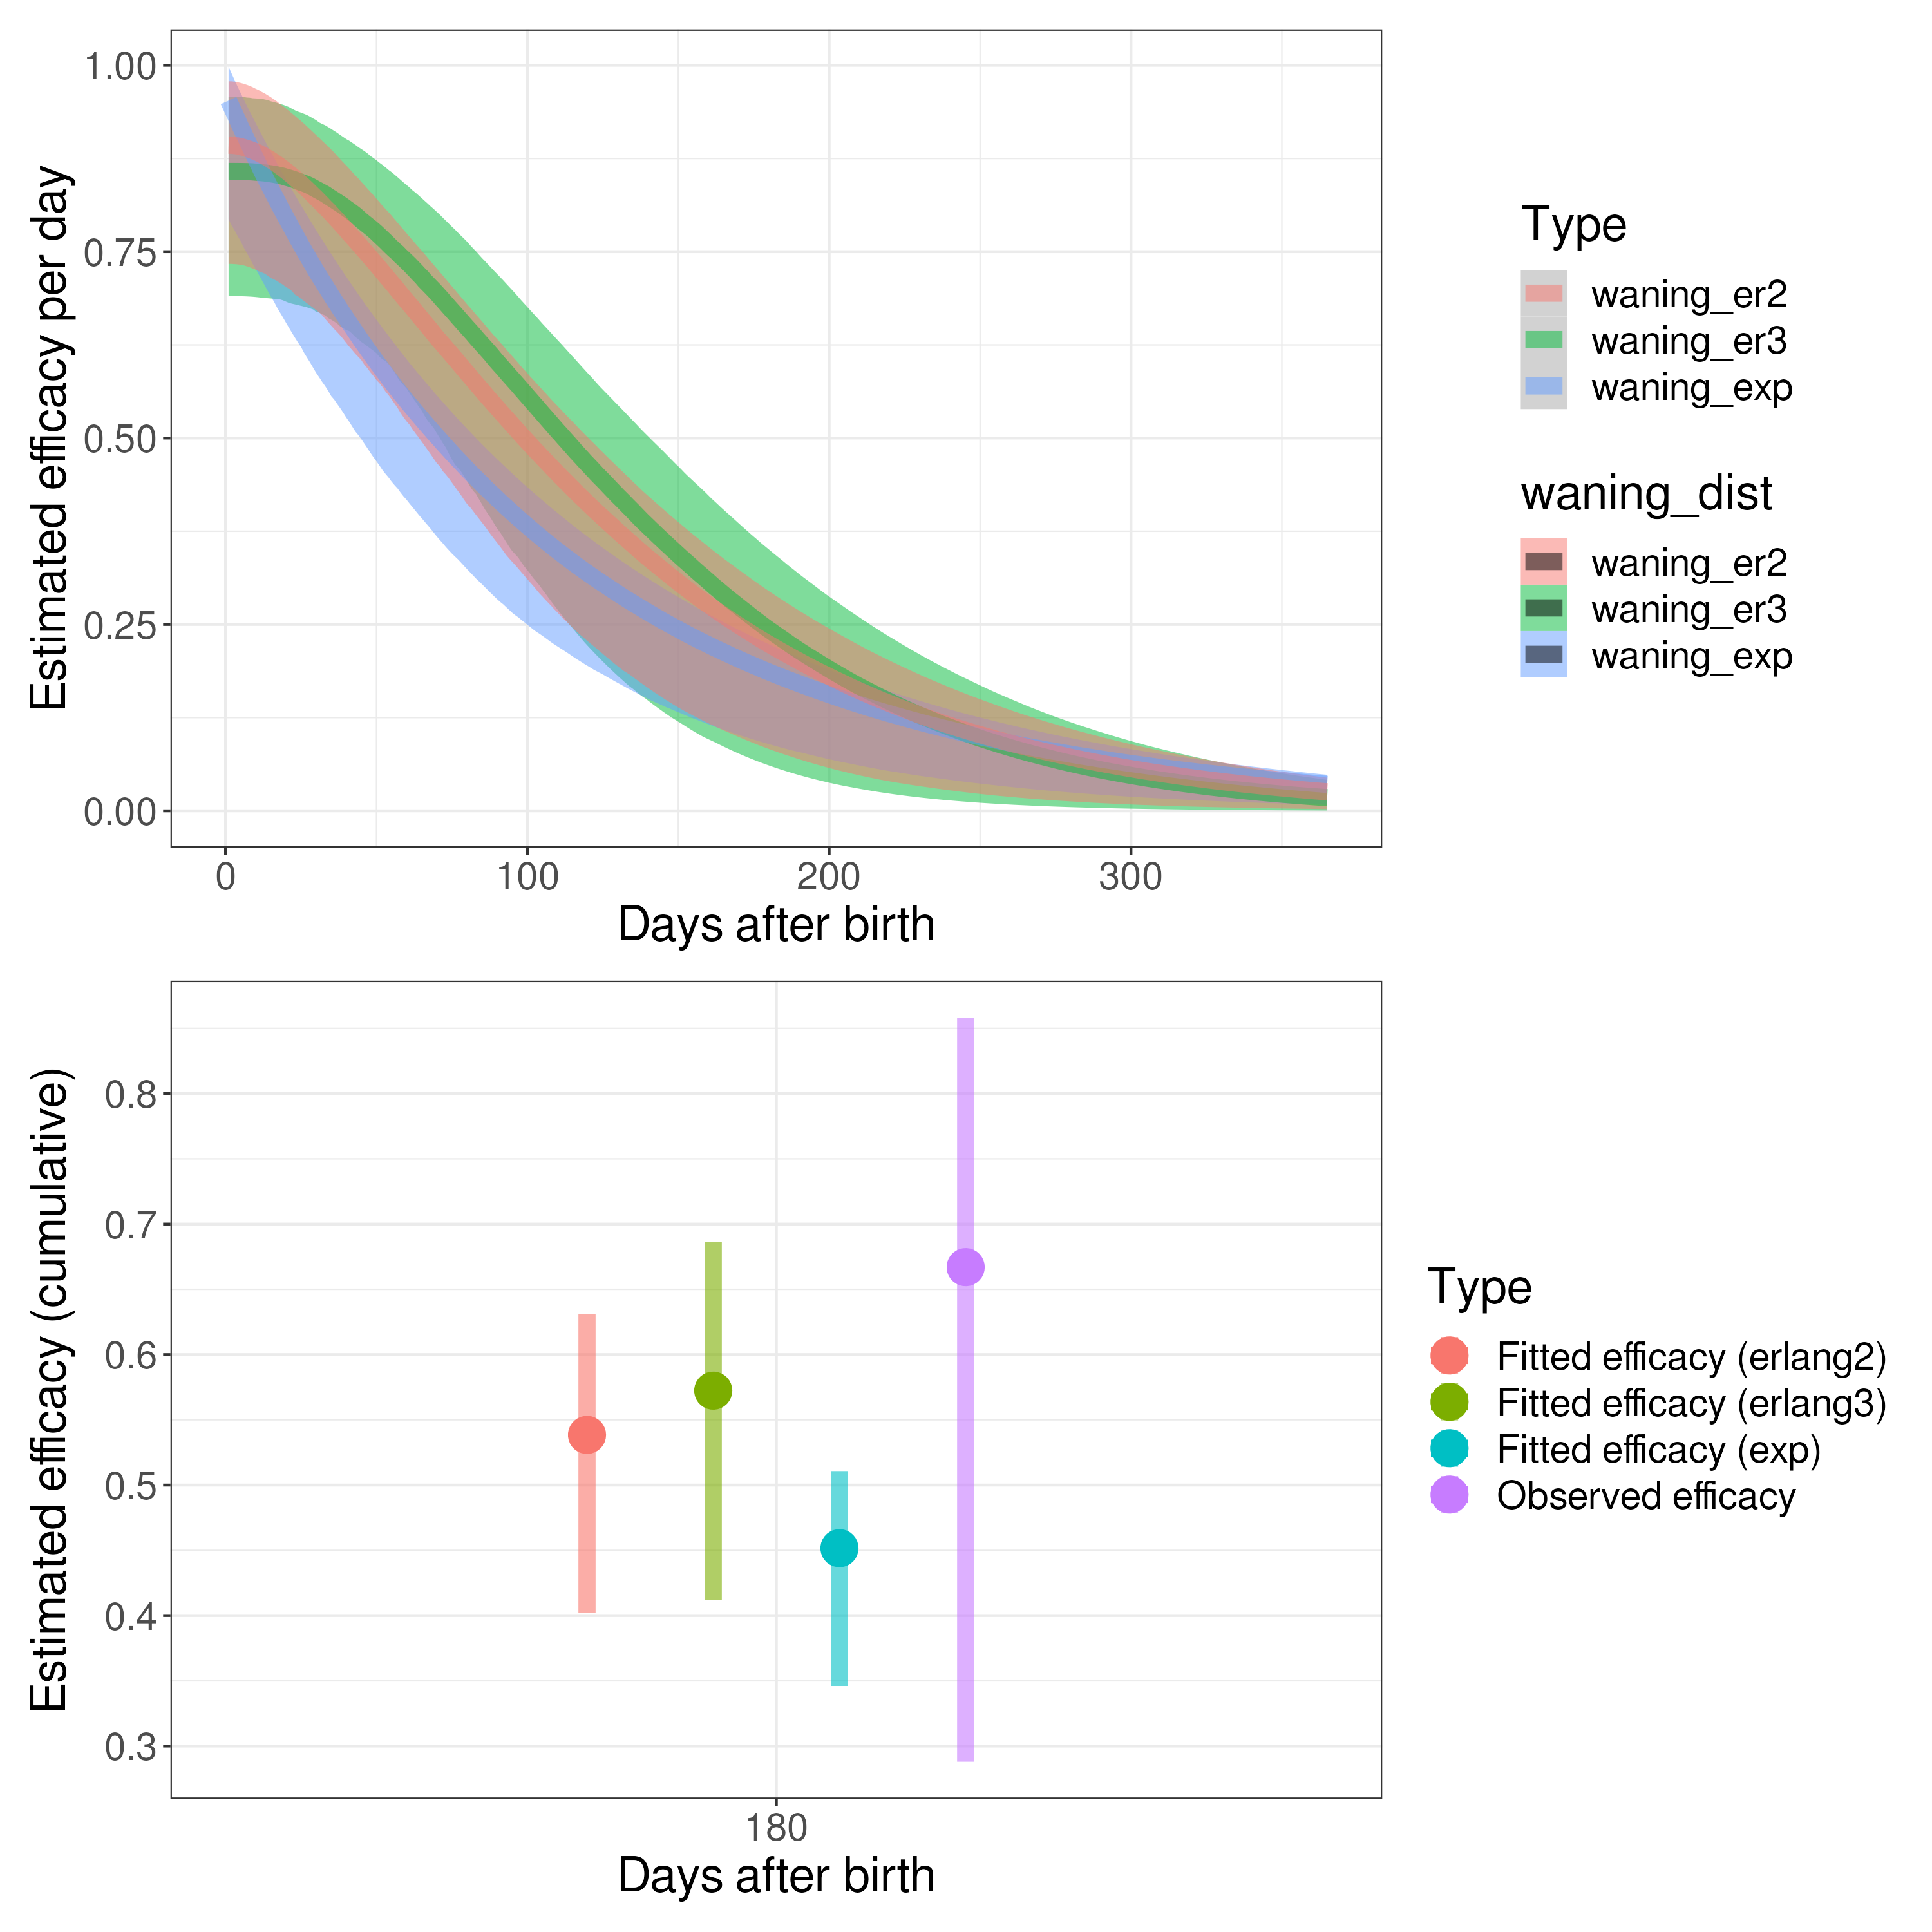 1.00
0.75
0.50
0.25
0.00
Estimated efficacy per day
0
100
200
300
Days after birth
Type
waning_er2
waning_er3
waning_exp
waning_dist
waning_er2
waning_er3
waning_exp
0.8
0.7
0.6
0.5
0.4
0.3
Estimated efficacy (cumulative)
180
Days after birth
Type
Fitted efficacy (erlang2)
Fitted efficacy (erlang3)
Fitted efficacy (exp)
Observed efficacy